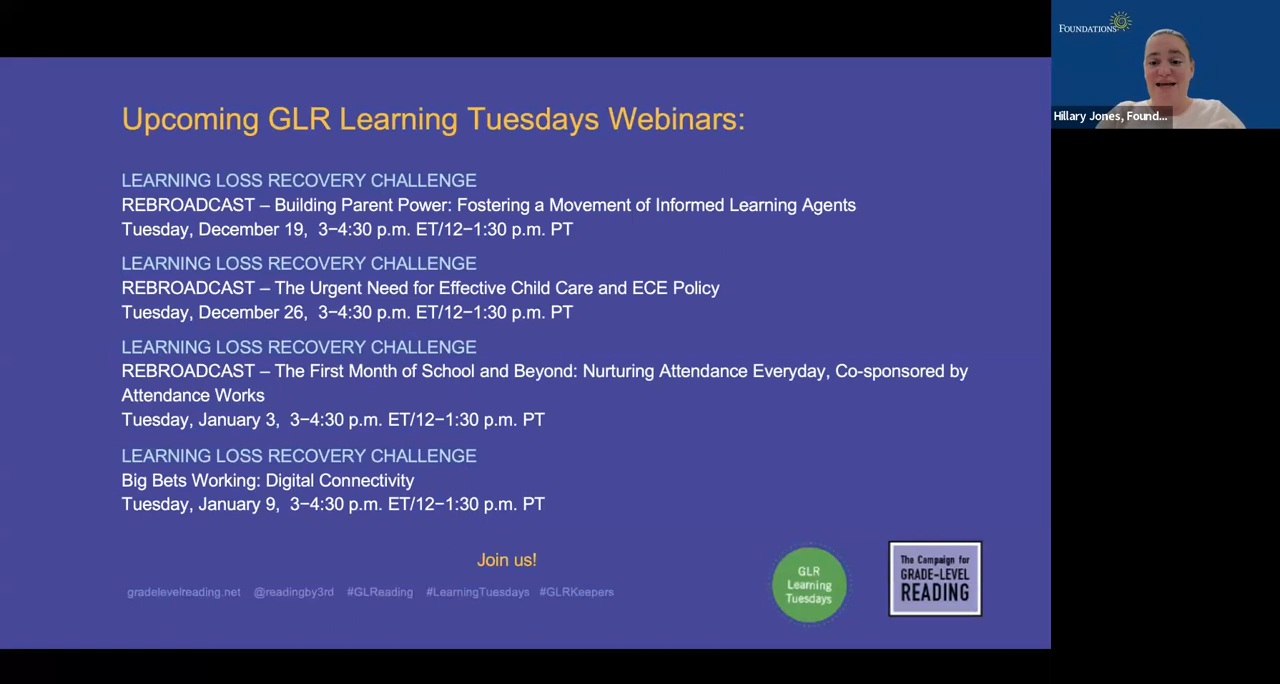 Upcoming GLR Learning Tuesdays Webinars:
LEARNING LOSS RECOVERY CHALLENGE
REBROADCAST – Building Parent Power: Fostering a Movement of Informed Learning Agents
Tuesday, December 19, 3–4:30 p.m. ET/12–1:30 p.m. PT
LEARNING LOSS RECOVERY CHALLENGE
REBROADCAST – The Urgent Need for Effective Child Care and ECE Policy
Tuesday, December 26, 3–4:30 p.m. ET/12–1:30 p.m. PT
LEARNING LOSS RECOVERY CHALLENGE
REBROADCAST – The First Month of School and Beyond: Nurturing Attendance Everyday, Co-sponsored by
Attendance Works
Tuesday, January 3, 3–4:30 p.m. ET/12–1:30 p.m. PT
LEARNING LOSS RECOVERY CHALLENGE
Big Bets Working: Digital Connectivity
Tuesday, January 9, 3–4:30 p.m. ET/12–1:30 p.m. PT
Join us!
gradelevelreading.net @readingby3rd #GLReading #LearningTuesdays #GLRKeepers
GLR
Learning
Tuesdays
The Campaign for
GRADE-LEVEL
READING
FOUNDATIONS
Hillary Jones, Found...